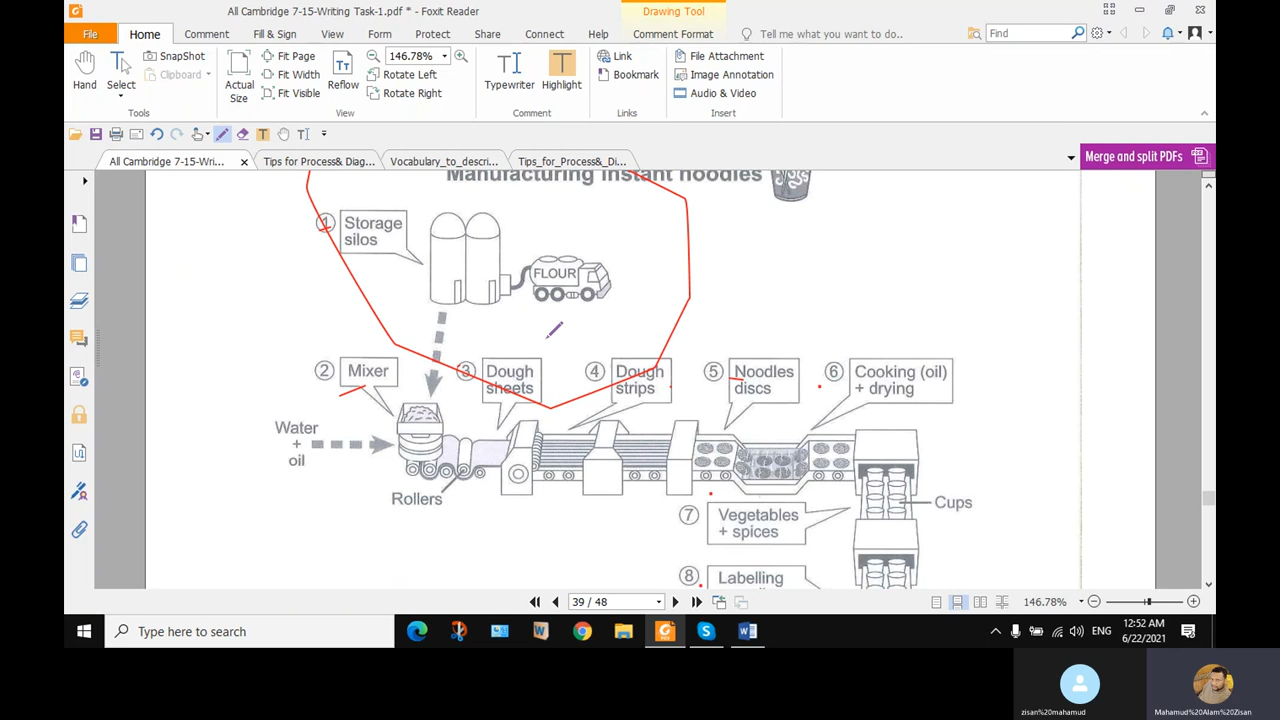 All Cambridge 7-15-Writing Task-1.pdf * - Foxit Reader
Drawing Tool
File
Home
Comment
Fill & Sign
View
Form
Protect
Share
Connect
Help
Comment Format
Tell me what you want to do..
Find
Hand
Select
SnapShot
Clipboard
Actual
Size
Fit Page
Fit Width
Fit Visible
Reflow
146.78%
Rotate Left
Rotate Right
Typewriter
Highlight
Link
Bookmark
File Attachment
Image Annotation
Audio & Video
Tools
View
Comment
Links
Insert
All Cambridge 7-15-Wri...
Tips for Process& Diag...
Vocabulary_to_descri...
Tips_for_Process&_Di...
Merge and split PDFs
Manufacturing instant noodles
1 Storage
silos
FLOUR
2 Mixer
3 Dough
sheets
4 Dough
strips
5 Noodles
discs
6 Cooking (oil)
+ drying
Water
+
oil
Rollers
7 Vegetables
+ spices
Cups
8 Labelling
39 / 48
146.78%
Type here to search
ENG
12:52 AM
6/22/2021
zisan%20mahamud
Mahamud%20Alam%20Zisan